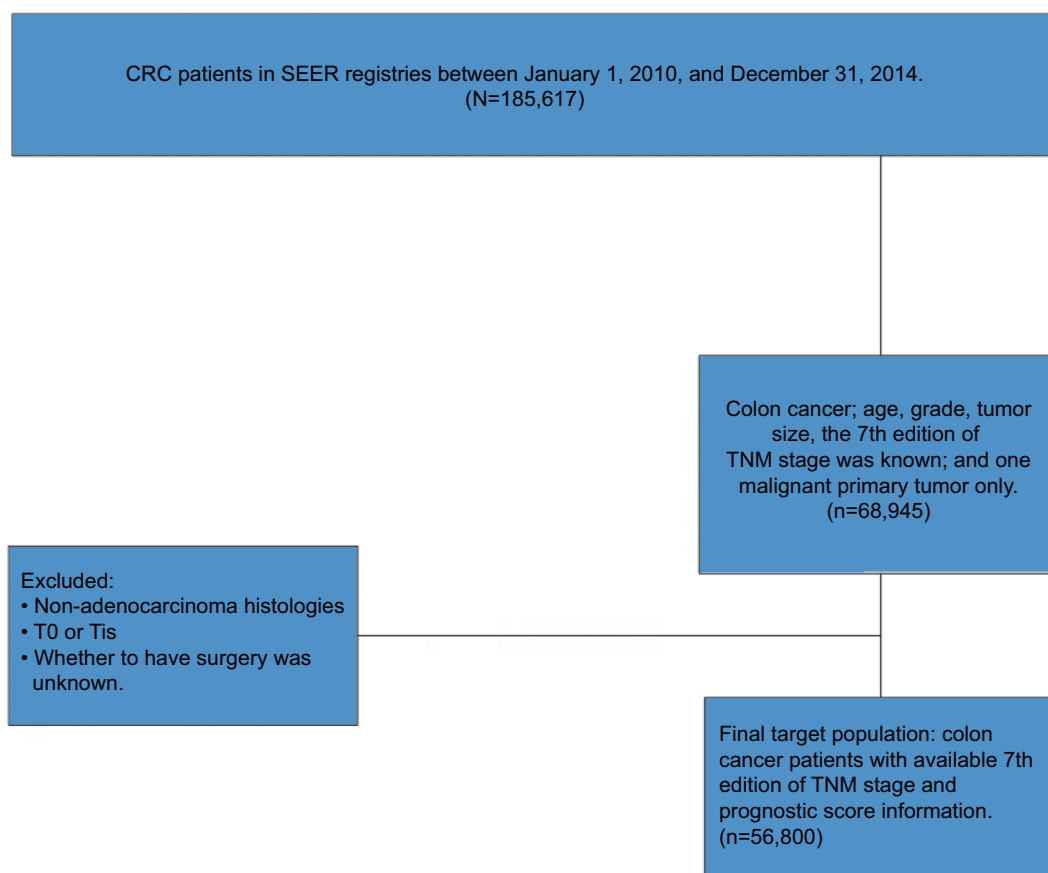 CRC patients in SEER registries between January 1, 2010, and December 31, 2014.
(N=185,617)
Colon cancer; age, grade, tumor
size, the 7th edition of
TNM stage was known; and one
malignant primary tumor only.
(n=68,945)
Excluded:
• Non-adenocarcinoma histologies
• T0 or Tis
• Whether to have surgery was
unknown.
Final target population: colon
cancer patients with available 7th
edition of TNM stage and
prognostic score information.
(n=56,800)